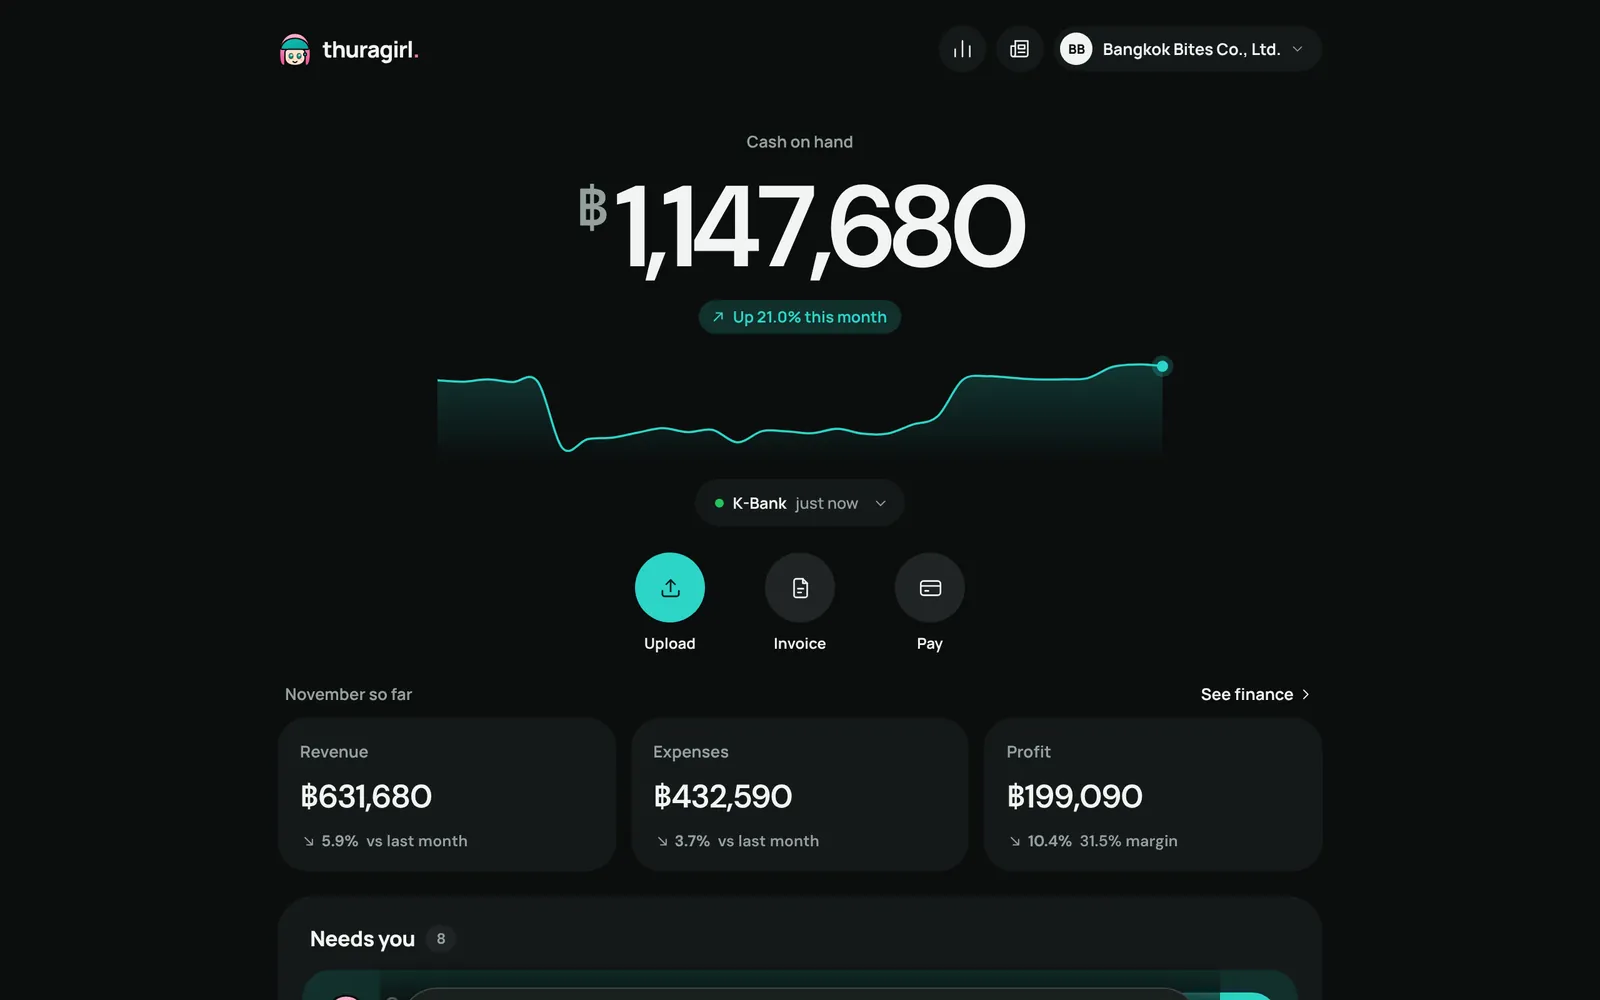 thuragirl.
BB Bangkok Bites Co., Ltd.
Cash on hand
฿1,147,680
Up 21.0% this month
K-Bank just now
Upload
Invoice
Pay
November so far
See finance
Revenue
฿631,680
5.9% vs last month
Expenses
฿432,590
3.7% vs last month
Profit
฿199,090
10.4% 31.5% margin
Needs you 8